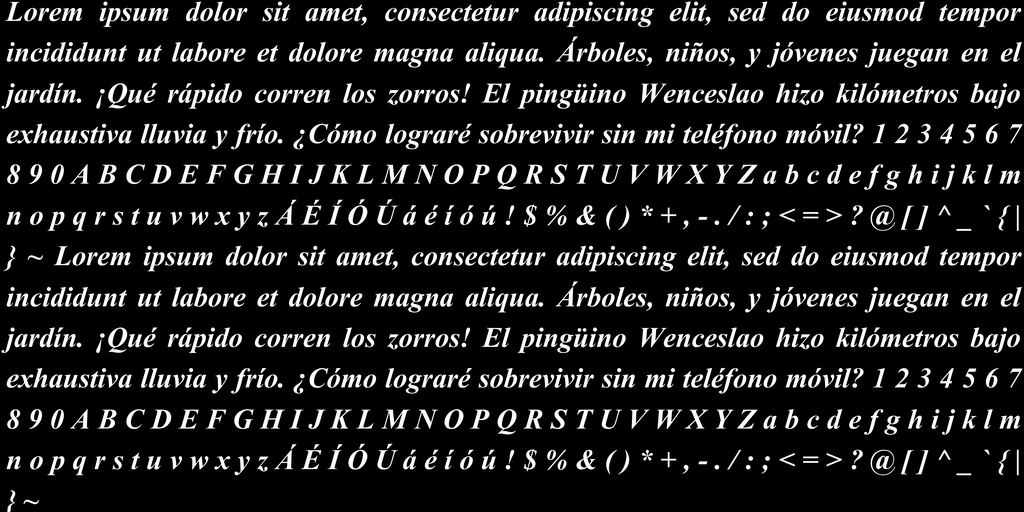 Lorem ipsum dolor sit amet, consectetur adipiscing elit, sed do eiusmod tempor
incididunt ut labore et dolore magna aliqua. Árboles, niños, y jóvenes juegan en el
jardín. ¡Qué rápido corren los zorros! El pingüino Wenceslao hizo kilómetros bajo
exhaustiva lluvia y frío. ¿Cómo lograré sobrevivir sin mi teléfono móvil? 1 2 3 4 5 6 7
8 9 0 A B C D E F G H I J K L M N O P Q R S T U V W X Y Z a b c d e f g h i j k l m
n o p q r s t u v w x y z Á É Í Ó Ú á é í ó ú ! $ % & ( ) * + , - . / : ; < = > ? @ [ ] ^ _ ` { |
} ~ Lorem ipsum dolor sit amet, consectetur adipiscing elit, sed do eiusmod tempor
incididunt ut labore et dolore magna aliqua. Árboles, niños, y jóvenes juegan en el
jardín. ¡Qué rápido corren los zorros! El pingüino Wenceslao hizo kilómetros bajo
exhaustiva lluvia y frío. ¿Cómo lograré sobrevivir sin mi teléfono móvil? 1 2 3 4 5 6 7
8 9 0 A B C D E F G H I J K L M N O P Q R S T U V W X Y Z a b c d e f g h i j k l m
n o p q r s t u v w x y z Á É Í Ó Ú á é í ó ú ! $ % & ( ) * + , - . / : ; < = > ? @ [ ] ^ _ ` { |
} ~